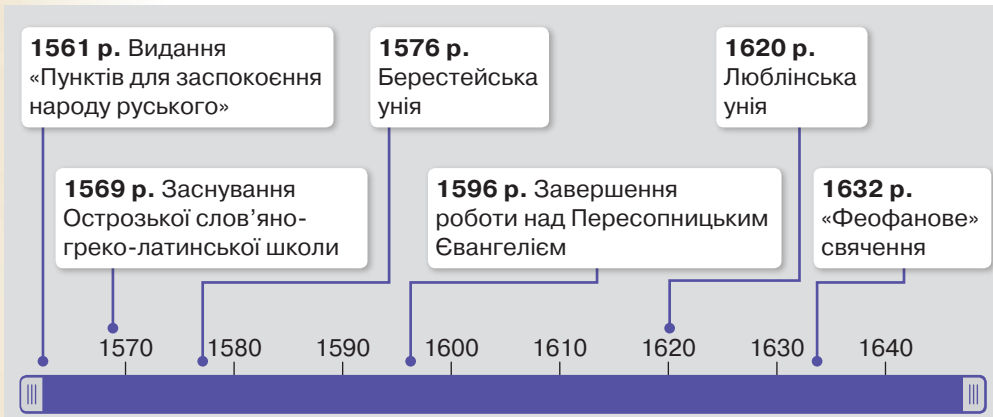 1561 р. Видання
«Пунктів для заспокоєння
народу руського»
1576 р.
Берестейська
унія
1620 р.
Люблінська
унія
1569 р. Заснування
Острозької слов’яно-
греко-латинської школи
1596 р. Завершення
роботи над Пересопницьким
Євангелієм
1632 р.
«Феофанове»
свячення
1570 1580 1590 1600 1610 1620 1630 1640